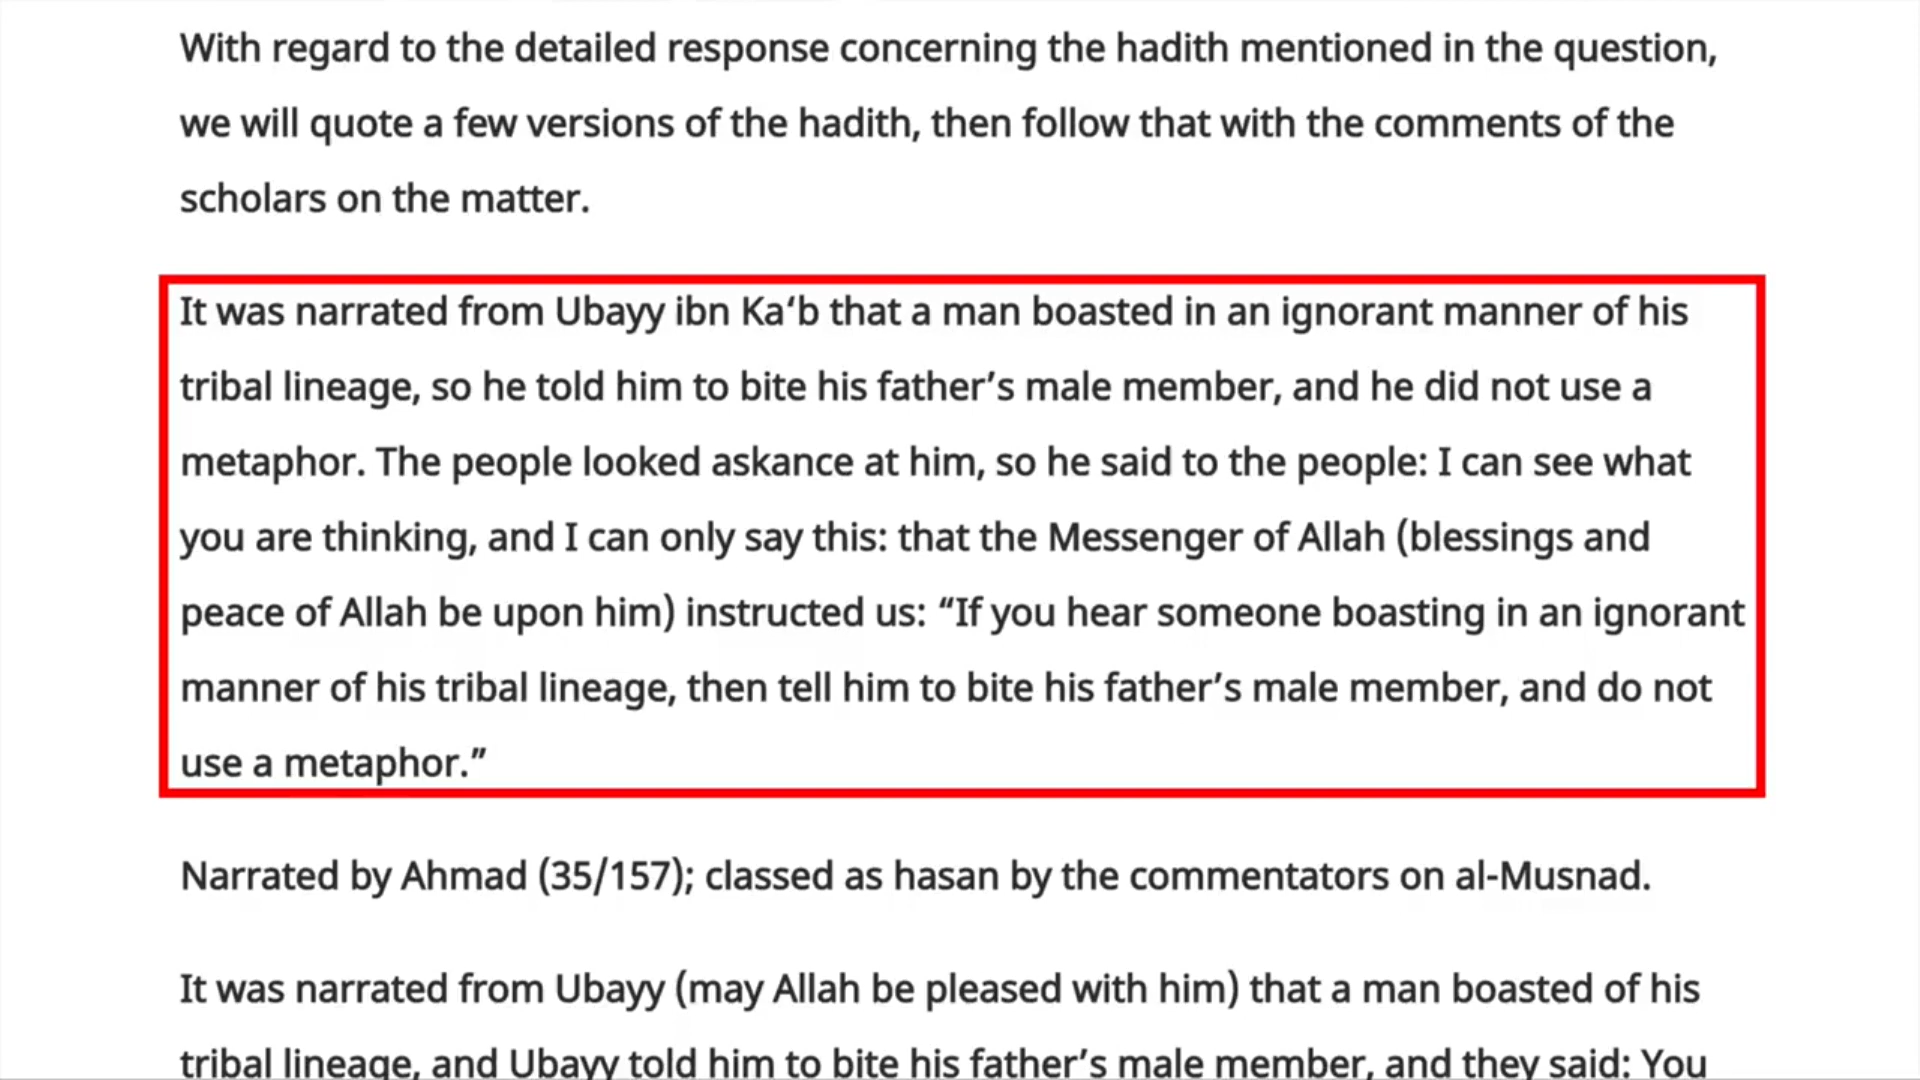 With regard to the detailed response concerning the hadith mentioned in the question,
we will quote a few versions of the hadith, then follow that with the comments of the
scholars on the matter.
It was narrated from Ubayy ibn Ka‘b that a man boasted in an ignorant manner of his
tribal lineage, so he told him to bite his father’s male member, and he did not use a
metaphor. The people looked askance at him, so he said to the people: I can see what
you are thinking, and I can only say this: that the Messenger of Allah (blessings and
peace of Allah be upon him) instructed us: “If you hear someone boasting in an ignorant
manner of his tribal lineage, then tell him to bite his father’s male member, and do not
use a metaphor.”
Narrated by Ahmad (35/157); classed as hasan by the commentators on al-Musnad.
It was narrated from Ubayy (may Allah be pleased with him) that a man boasted of his
tribal lineage, and Ubayy told him to bite his father’s male member, and they said: You